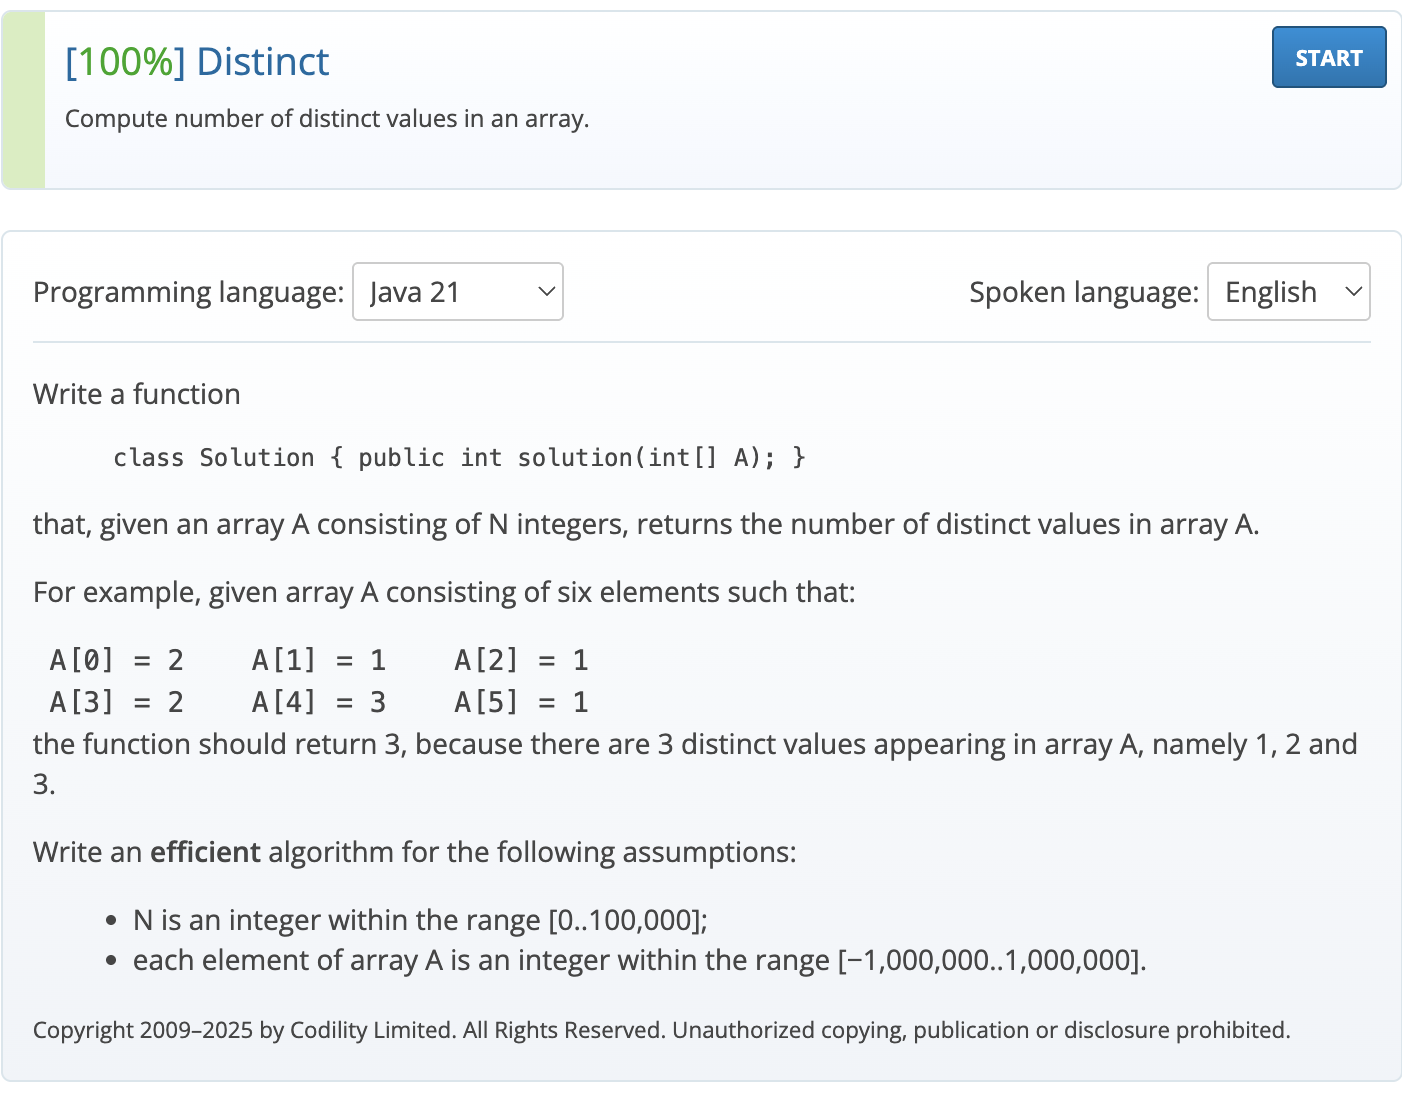 [100%] Distinct
START
Compute number of distinct values in an array.
Programming language: Java 21
Spoken language: English
Write a function
class Solution { public int solution(int[] A); }
that, given an array A consisting of N integers, returns the number of distinct values in array A.
For example, given array A consisting of six elements such that:
A[0] = 2    A[1] = 1    A[2] = 1
A[3] = 2    A[4] = 3    A[5] = 1
the function should return 3, because there are 3 distinct values appearing in array A, namely 1, 2 and
3.
Write an efficient algorithm for the following assumptions:
• N is an integer within the range [0..100,000];
• each element of array A is an integer within the range [−1,000,000..1,000,000].
Copyright 2009–2025 by Codility Limited. All Rights Reserved. Unauthorized copying, publication or disclosure prohibited.